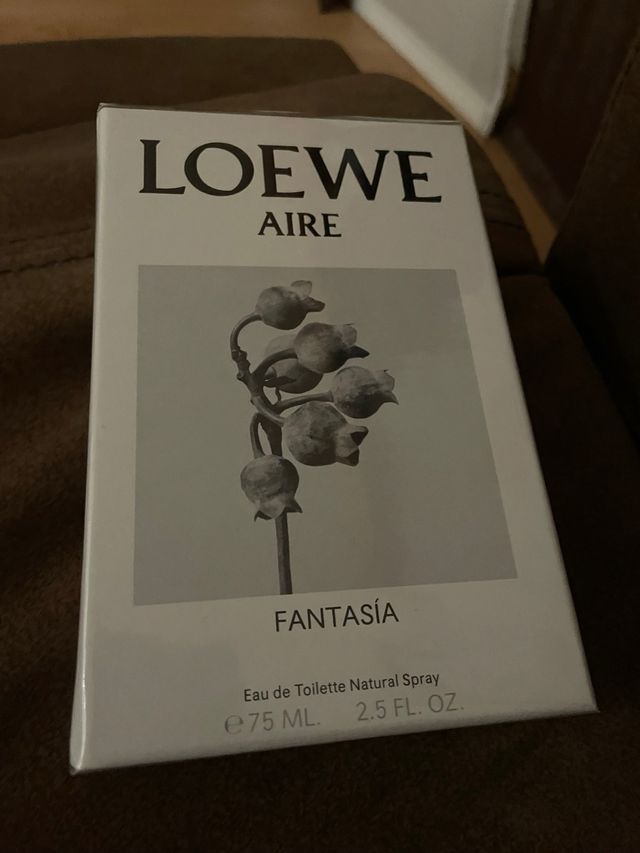 LOEWE
AIRE
FANTASÍA
Eau de Toilette Natural Spray
℮75 ML. 2.5 FL. OZ.